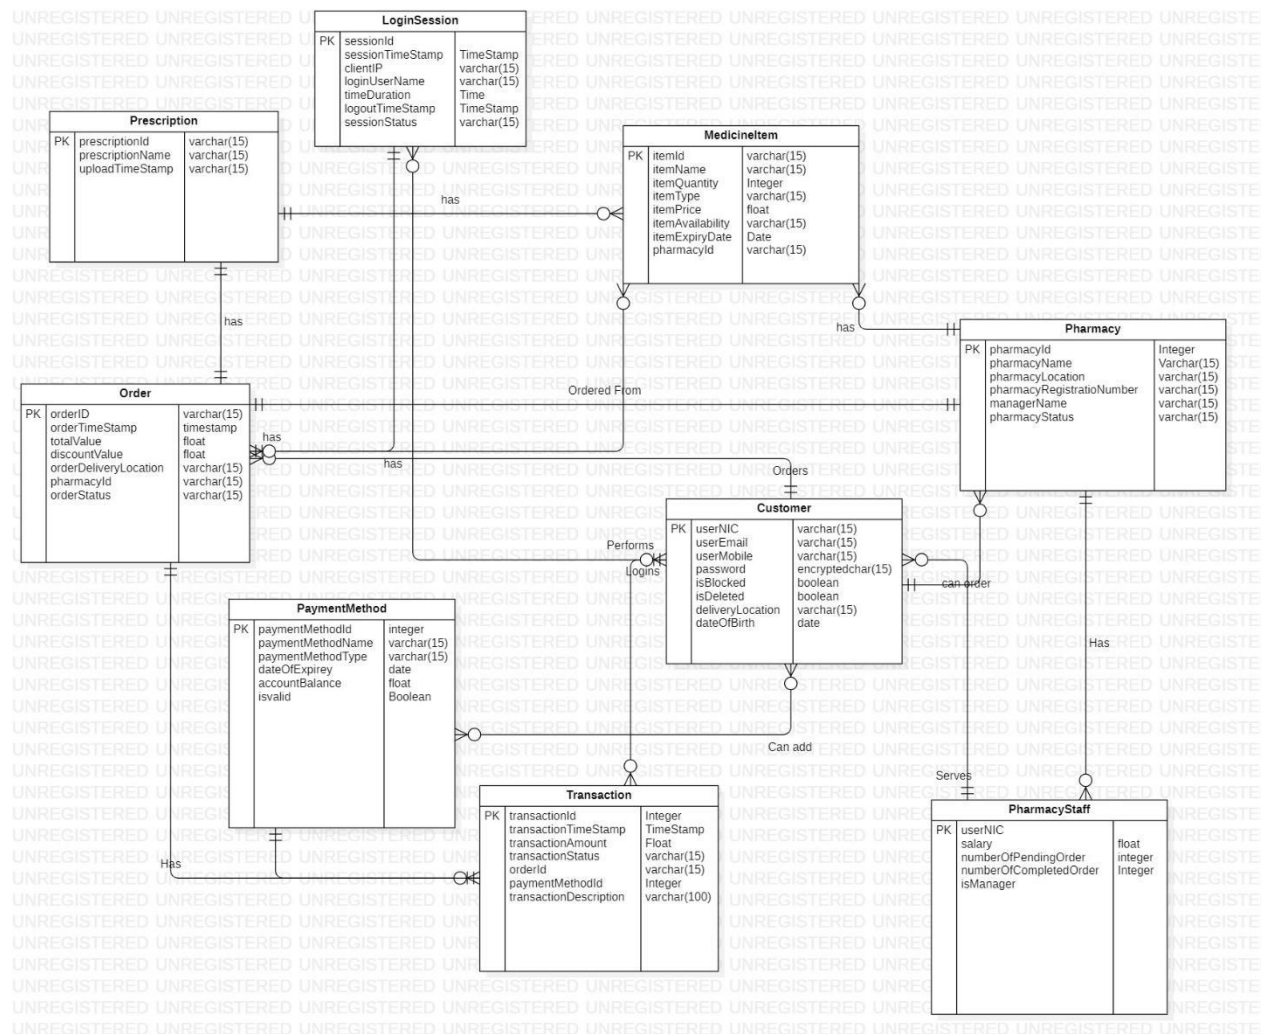 LoginSession
PK sessionId
sessionTimeStamp TimeStamp
clientIP varchar(15)
loginUserName varchar(15)
timeDuration Time
logoutTimeStamp TimeStamp
sessionStatus varchar(15)
Prescription
PK prescriptionId varchar(15)
prescriptionName varchar(15)
uploadTimeStamp varchar(15)
MedicineItem
PK itemId varchar(15)
itemName varchar(15)
itemQuantity Integer
itemType varchar(15)
itemPrice float
itemAvailability varchar(15)
itemExpiryDate Date
pharmacyId varchar(15)
has
has
has
Pharmacy
PK pharmacyId Integer
pharmacyName Varchar(15)
pharmacyLocation varchar(15)
pharmacyRegistratioNumber varchar(15)
managerName varchar(15)
pharmacyStatus varchar(15)
Ordered From
Order
PK orderID varchar(15)
orderTimeStamp timestamp
totalValue float
discountValue float
orderDeliveryLocation varchar(15)
pharmacyId varchar(15)
orderStatus varchar(15)
has
has
Orders
Customer
PK userNIC varchar(15)
userEmail varchar(15)
userMobile varchar(15)
password encryptedchar(15)
isBlocked boolean
isDeleted boolean
deliveryLocation varchar(15)
dateOfBirth date
Performs
Logins
can order
Has
PaymentMethod
PK paymentMethodId integer
paymentMethodName varchar(15)
paymentMethodType varchar(15)
dateOfExpirey date
accountBalance float
isvalid Boolean
Can add
Serves
Transaction
PK transactionId Integer
transactionTimeStamp TimeStamp
transactionAmount Float
transactionStatus varchar(15)
orderId varchar(15)
paymentMethodId Integer
transactionDescription varchar(100)
Has
PharmacyStaff
PK userNIC
salary float
numberOfPendingOrder integer
numberOfCompletedOrder Integer
isManager
UNREGISTERED